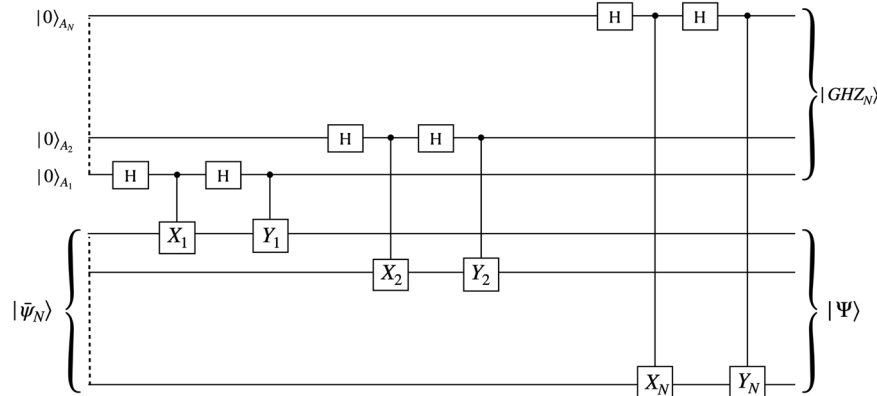 |0⟩_{A_N} H H
|GHZ_N⟩
|0⟩_{A_2} H H
|0⟩_{A_1} H H
X_1 Y_1
X_2 Y_2
|ψ̄_N⟩ |Ψ⟩
X_N Y_N